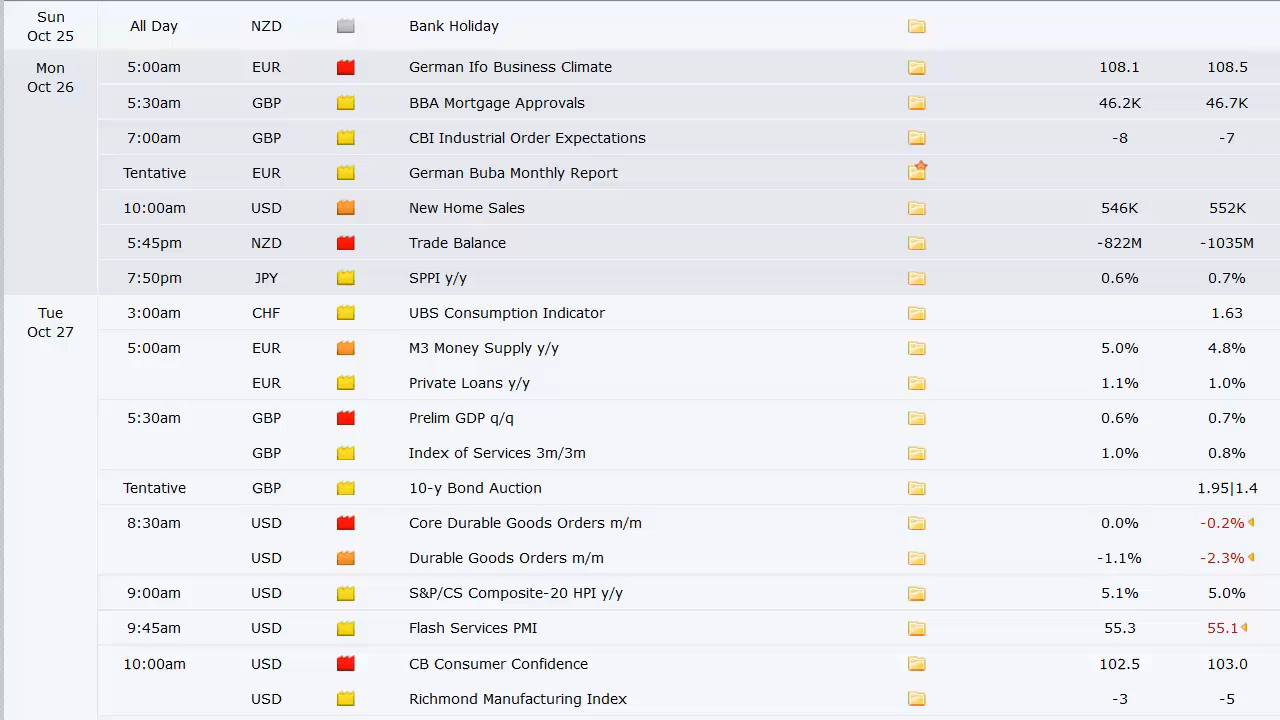 Sun
Oct 25 All Day NZD Bank Holiday
Mon
Oct 26 5:00am EUR German Ifo Business Climate 108.1 108.5
5:30am GBP BBA Mortgage Approvals 46.2K 46.7K
7:00am GBP CBI Industrial Order Expectations -8 -7
Tentative EUR German Buba Monthly Report
10:00am USD New Home Sales 546K 552K
5:45pm NZD Trade Balance -822M -1035M
7:50pm JPY SPPI y/y 0.6% 0.7%
Tue
Oct 27 3:00am CHF UBS Consumption Indicator 1.63
5:00am EUR M3 Money Supply y/y 5.0% 4.8%
EUR Private Loans y/y 1.1% 1.0%
5:30am GBP Prelim GDP q/q 0.6% 0.7%
GBP Index of Services 3m/3m 1.0% 0.8%
Tentative GBP 10-y Bond Auction 1.95|1.4
8:30am USD Core Durable Goods Orders m/m 0.0% -0.2%
USD Durable Goods Orders m/m -1.1% -2.3%
9:00am USD S&P/CS Composite-20 HPI y/y 5.1% 5.0%
9:45am USD Flash Services PMI 55.3 55.1
10:00am USD CB Consumer Confidence 102.5 103.0
USD Richmond Manufacturing Index -3 -5